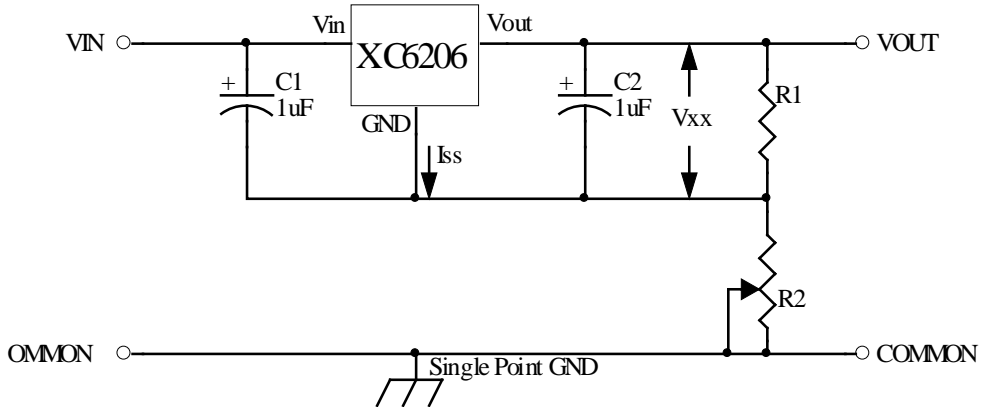 VIN
Vin
XC6206
Vout
VOUT
+
C1
1uF
GND
Iss
+
C2
1uF
Vxx
R1
R2
OMMON
Single Point GND
COMMON